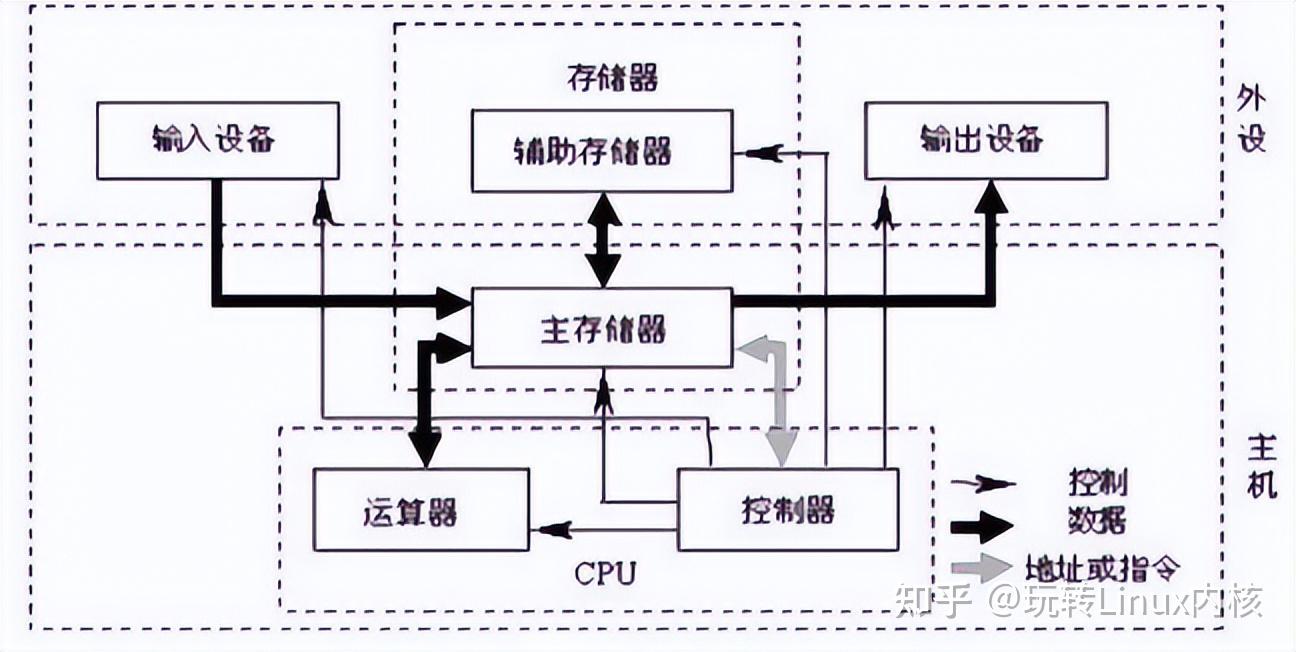 存储器
输入设备
辅助存储器
输出设备
外设
主存储器
运算器
控制器
CPU
主机
控制
数据
地址或指令
知乎 @玩转Linux内核